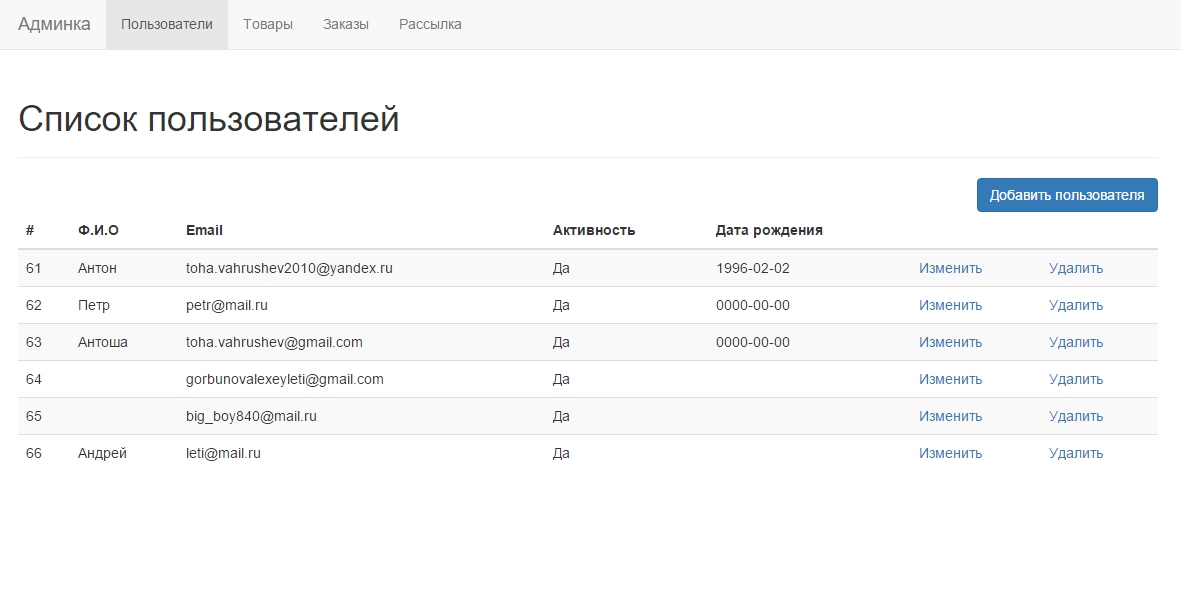 Админка Пользователи Товары Заказы Рассылка
Список пользователей
Добавить пользователя
# Ф.И.О Email Активность Дата рождения
61 Антон toha.vahrushev2010@yandex.ru Да 1996-02-02 Изменить Удалить
62 Петр petr@mail.ru Да 0000-00-00 Изменить Удалить
63 Антоша toha.vahrushev@gmail.com Да 0000-00-00 Изменить Удалить
64 gorbunovalexeyleti@gmail.com Да Изменить Удалить
65 big_boy840@mail.ru Да Изменить Удалить
66 Андрей leti@mail.ru Да Изменить Удалить